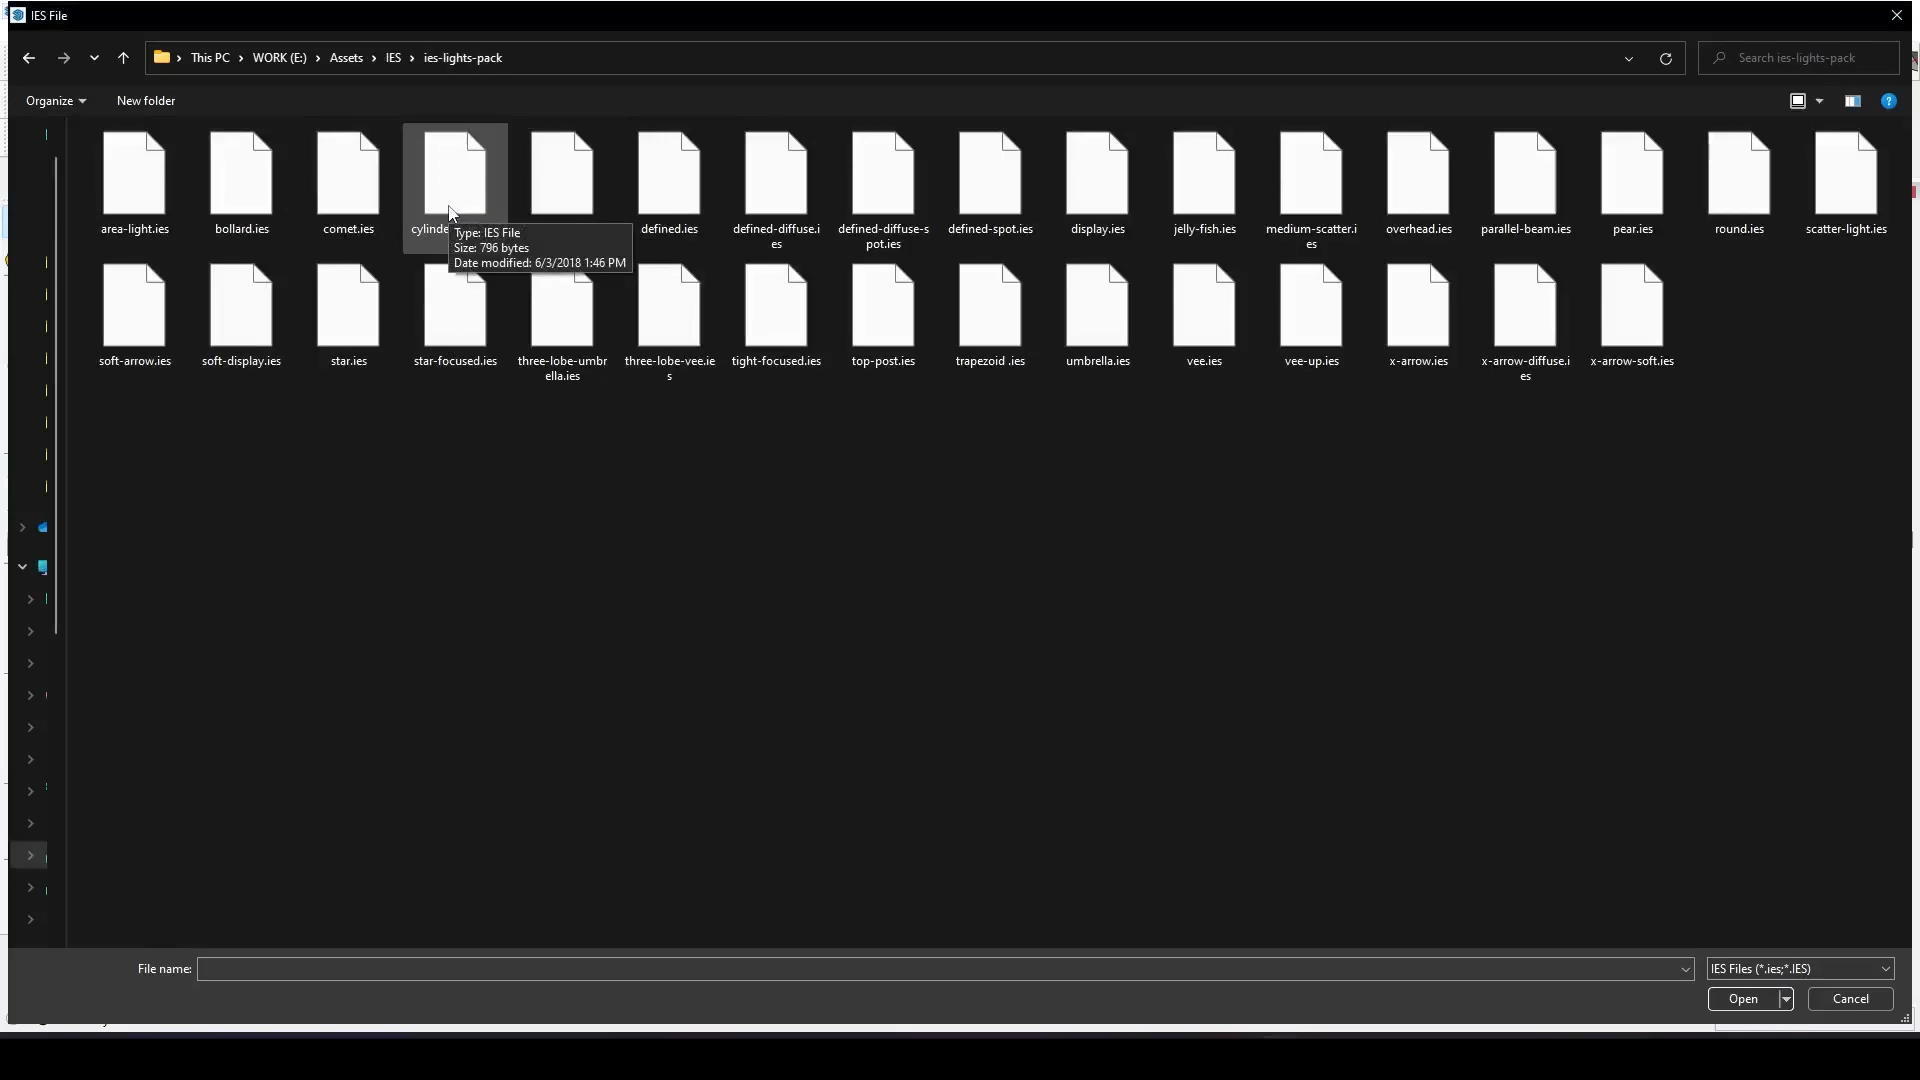 IES File
This PC > WORK (E:) > Assets > IES > ies-lights-pack
Search ies-lights-pack
Organize
New folder
area-light.ies
bollard.ies
comet.ies
cylinde
defined.ies
defined-diffuse.i
es
defined-diffuse-s
pot.ies
defined-spot.ies
display.ies
jelly-fish.ies
medium-scatter.i
es
overhead.ies
parallel-beam.ies
pear.ies
round.ies
scatter-light.ies
Type: IES File
Size: 796 bytes
Date modified: 6/3/2018 1:46 PM
soft-arrow.ies
soft-display.ies
star.ies
star-focused.ies
three-lobe-umbr
ella.ies
three-lobe-vee.ie
s
tight-focused.ies
top-post.ies
trapezoid .ies
umbrella.ies
vee.ies
vee-up.ies
x-arrow.ies
x-arrow-diffuse.i
es
x-arrow-soft.ies
File name:
IES Files (*.ies;*.IES)
Open
Cancel